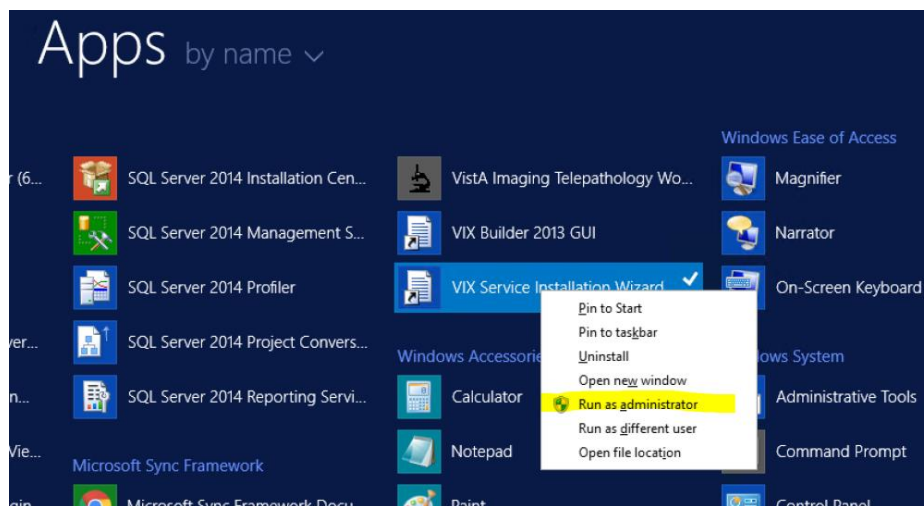 Apps by name
r (6...
SQL Server 2014 Installation Cen...
SQL Server 2014 Management S...
SQL Server 2014 Profiler
ver...
SQL Server 2014 Project Convers...
n...
SQL Server 2014 Reporting Servi...
Vie...
Microsoft Sync Framework
Microsoft Sync Framework Docu
VistA Imaging Telepathology Wo...
VIX Builder 2013 GUI
VIX Service Installation Wizard
Pin to Start
Pin to taskbar
Uninstall
Open new window
Run as administrator
Run as different user
Open file location
Windows Accessorie
Calculator
Notepad
Paint
Windows Ease of Access
Magnifier
Narrator
On-Screen Keyboard
ows System
Administrative Tools
Command Prompt
Control Panel